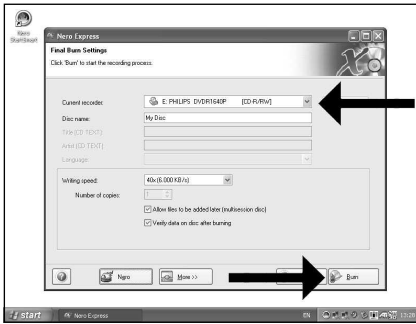 Nero
StartSmart
Nero Express
Final Burn Settings
Click 'Burn' to start the recording process.
Current recorder:
E: PHILIPS DVDR1640P [CD-R/RW]
Disc name:
My Disc
Title (CD TEXT):
Artist (CD TEXT):
Language:
Writing speed:
40x (6.000 KB/s)
Number of copies:
1
Allow files to be added later (multisession disc)
Verify data on disc after burning
Nero
More >>
Burn
start
Nero Express
EN
13:28